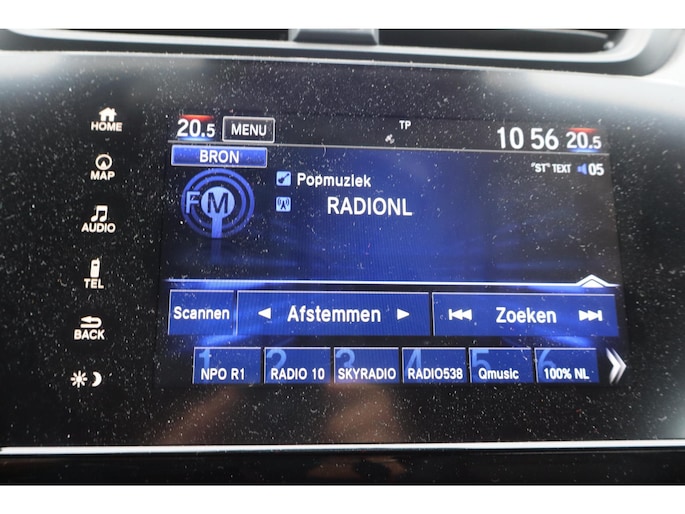 HOME
MAP
AUDIO
TEL
BACK
20.5 MENU TP 10 56 20.5
BRON "ST" TEXT 05
FM Popmuziek
RADIONL
Scannen Afstemmen Zoeken
1 NPO R1
2 RADIO 10
3 SKYRADIO
4 RADIO538
5 Qmusic
6 100% NL